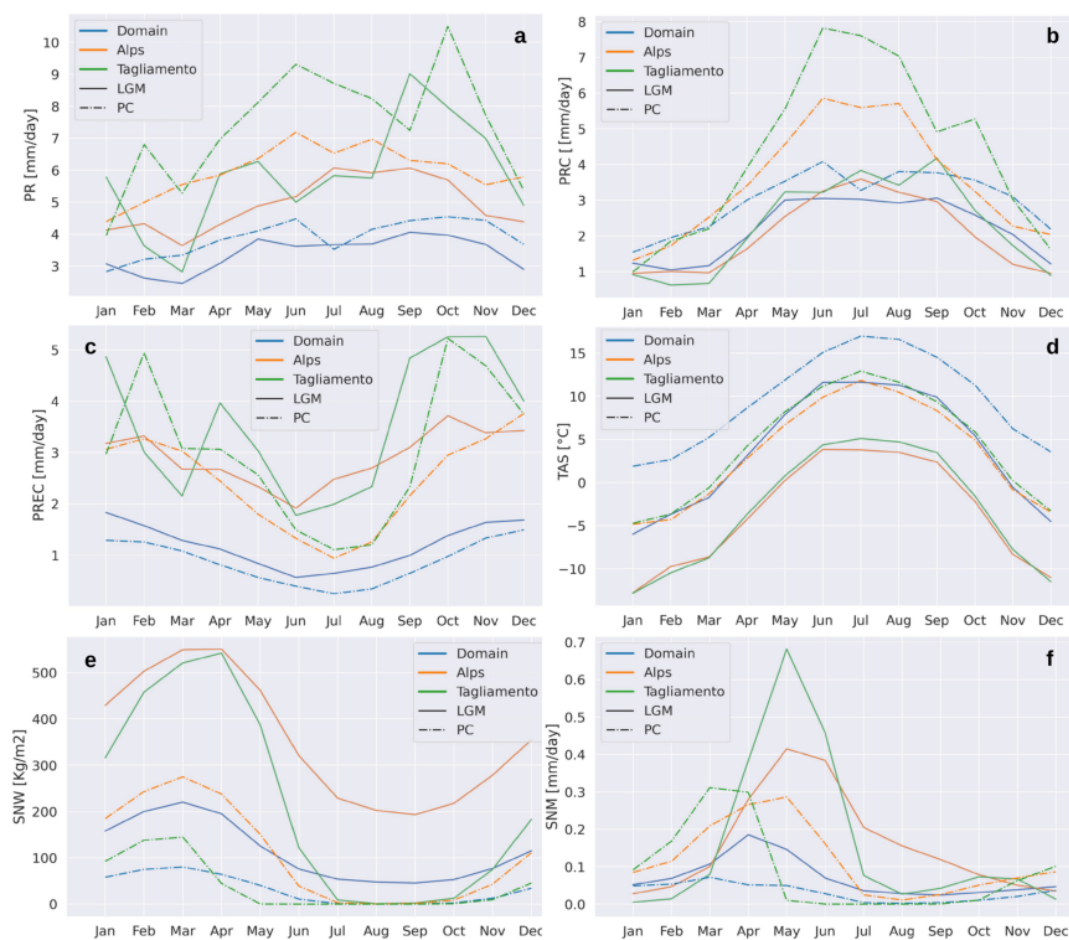 a
Domain
Alps
Tagliamento
LGM
PC
PR [mm/day]
10
9
8
7
6
5
4
3
Jan Feb Mar Apr May Jun Jul Aug Sep Oct Nov Dec
b
Domain
Alps
Tagliamento
LGM
PC
PRC [ [mm/day]
8
7
6
5
4
3
2
1
Jan Feb Mar Apr May Jun Jul Aug Sep Oct Nov Dec
c
Domain
Alps
Tagliamento
LGM
PC
PREC [mm/day]
5
4
3
2
1
Jan Feb Mar Apr May Jun Jul Aug Sep Oct Nov Dec
d
Domain
Alps
Tagliamento
LGM
PC
TAS [°C]
15
10
5
0
−5
−10
Jan Feb Mar Apr May Jun Jul Aug Sep Oct Nov Dec
e
Domain
Alps
Tagliamento
LGM
PC
SNW [Kg/m2]
500
400
300
200
100
0
Jan Feb Mar Apr May Jun Jul Aug Sep Oct Nov Dec
f
Domain
Alps
Tagliamento
LGM
PC
SNM [mm/day]
0.7
0.6
0.5
0.4
0.3
0.2
0.1
0.0
Jan Feb Mar Apr May Jun Jul Aug Sep Oct Nov Dec